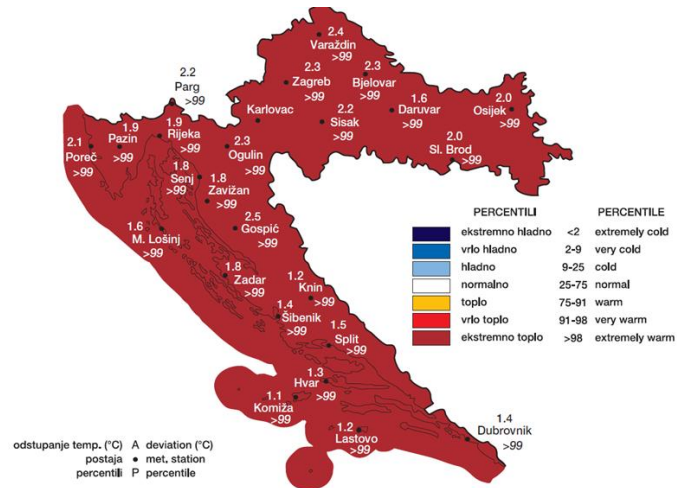 2.4
Varaždin
>99
2.3
Zagreb
>99
2.3
Bjelovar
>99
2.2
Parg
>99
Karlovac
2.2
Sisak
>99
1.6
Daruvar
>99
2.0
Osijek
>99
2.0
Sl. Brod
>99
2.1
Poreč
>99
1.9
Pazin
>99
1.9
Rijeka
>99
2.3
Ogulin
>99
1.8
Senj
>99
1.8
Zavižan
>99
2.5
Gospić
>99
1.6
M. Lošinj
>99
1.8
Zadar
>99
1.2
Knin
>99
1.4
Šibenik
>99
1.5
Split
>99
1.3
Hvar
>99
1.1
Komiža
>99
1.2
Lastovo
>99
1.4
Dubrovnik
>99
PERCENTILI PERCENTILE
ekstremno hladno <2 extremely cold
vrlo hladno 2-9 very cold
hladno 9-25 cold
normalno 25-75 normal
toplo 75-91 warm
vrlo toplo 91-98 very warm
ekstremno toplo >98 extremely warm
odstupanje temp. (°C) A deviation (°C)
postaja • met, station
percentili P percentile